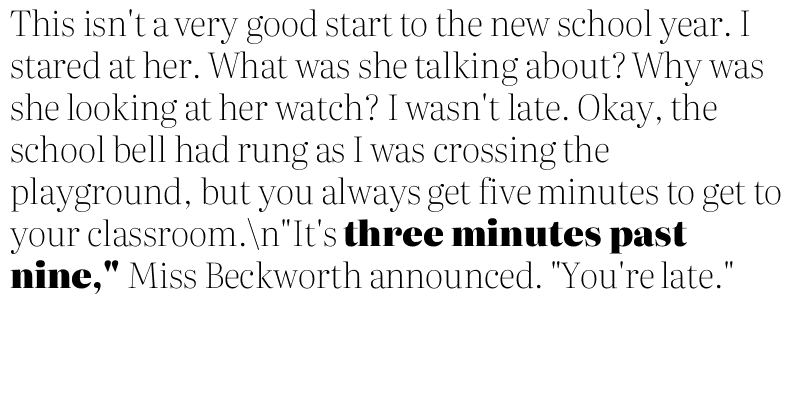 This isn't a very good start to the new school year. I
stared at her. What was she talking about? Why was
she looking at her watch? I wasn't late. Okay, the
school bell had rung as I was crossing the
playground, but you always get five minutes to get to
your classroom.\n"It's three minutes past
nine," Miss Beckworth announced. "You're late."